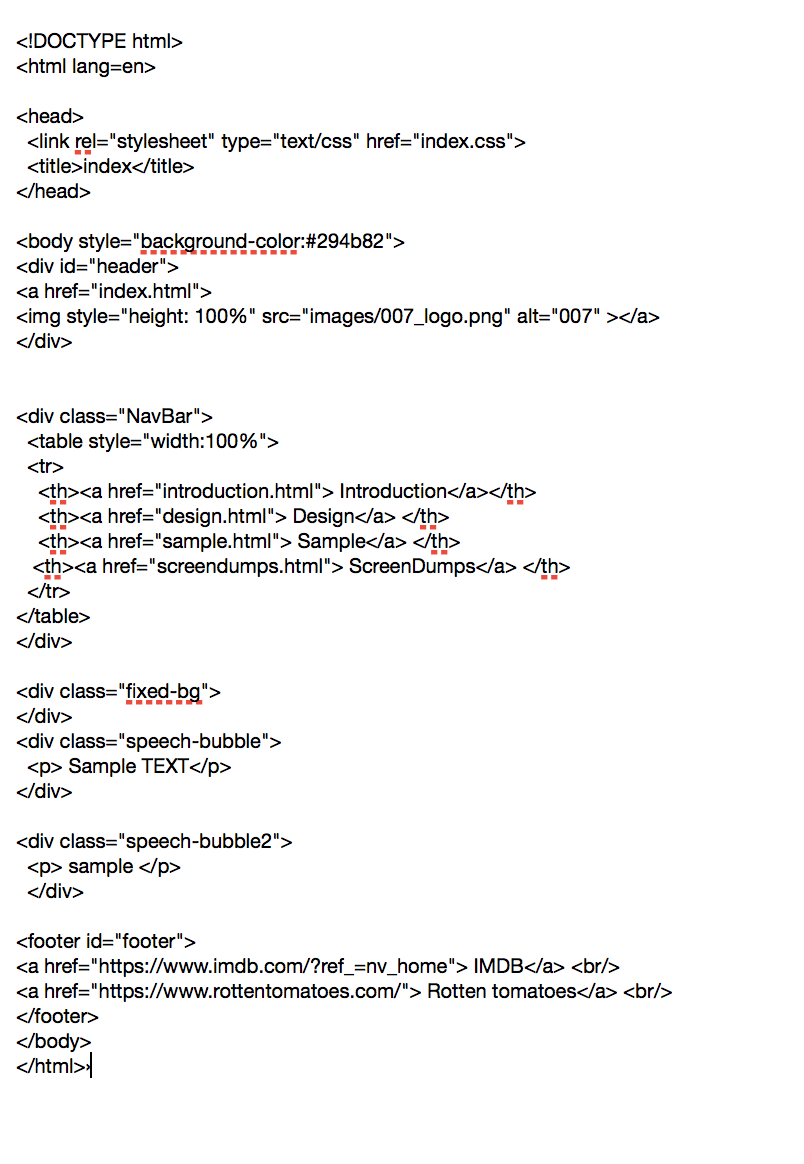 <!DOCTYPE html>
<html lang=en>
<head>
<link rel="stylesheet" type="text/css" href="index.css">
<title>index</title>
</head>
<body style="background-color:#294b82">
<div id="header">
<a href="index.html">
<img style="height: 100%" src="images/007_logo.png" alt="007" ></a>
</div>
<div class="NavBar">
<table style="width:100%">
<tr>
<th><a href="introduction.html"> Introduction</a></th>
<th><a href="design.html"> Design</a> </th>
<th><a href="sample.html"> Sample</a> </th>
<th><a href="screendumps.html"> ScreenDumps</a> </th>
</tr>
</table>
</div>
<div class="fixed-bg">
</div>
<div class="speech-bubble">
<p> Sample TEXT</p>
</div>
<div class="speech-bubble2">
<p> sample </p>
</div>
<footer id="footer">
<a href="https://www.imdb.com/?ref_=nv_home"> IMDB</a> <br/>
<a href="https://www.rottentomatoes.com/"> Rotten tomatoes</a> <br/>
</footer>
</body>
</html>